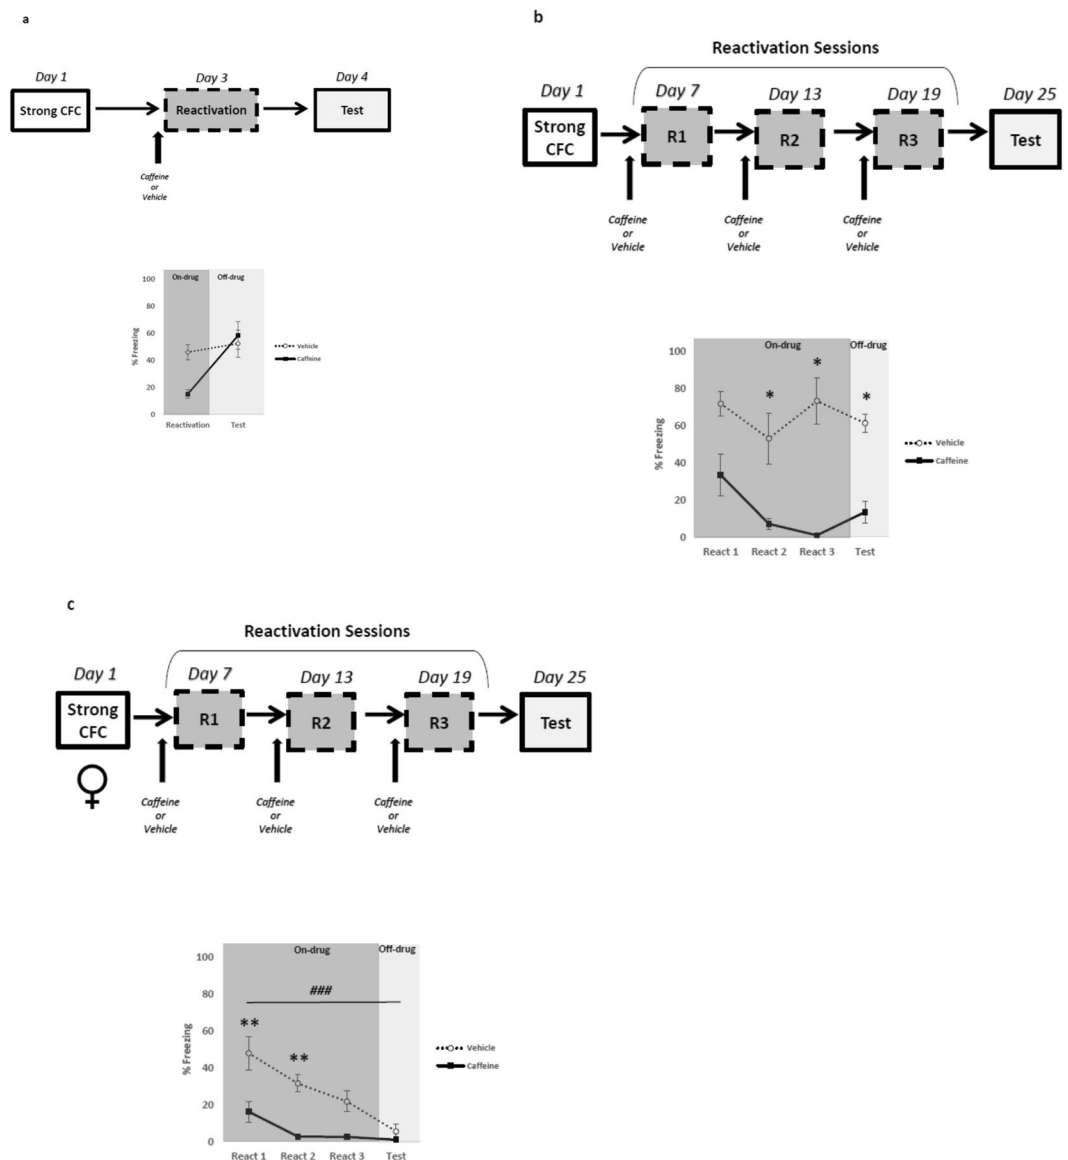 a
Day 1
Day 3
Day 4
Strong CFC
Reactivation
Test
Caffeine
or
Vehicle
On-drug
Off-drug
100
80
60
40
20
0
% Freezing
Reactivation
Test
Vehicle
Caffeine
b
Reactivation Sessions
Day 1
Day 7
Day 13
Day 19
Day 25
Strong
CFC
R1
R2
R3
Test
Caffeine
or
Vehicle
Caffeine
or
Vehicle
Caffeine
or
Vehicle
On-drug
Off-drug
100
80
60
40
20
0
% Freezing
*
*
*
React 1
React 2
React 3
Test
Vehicle
Caffeine
c
Reactivation Sessions
Day 1
Day 7
Day 13
Day 19
Day 25
Strong
CFC
R1
R2
R3
Test
♀
Caffeine
or
Vehicle
Caffeine
or
Vehicle
Caffeine
or
Vehicle
On-drug
Off-drug
100
80
60
40
20
0
% Freezing
###
**
**
React 1
React 2
React 3
Test
Vehicle
Caffeine